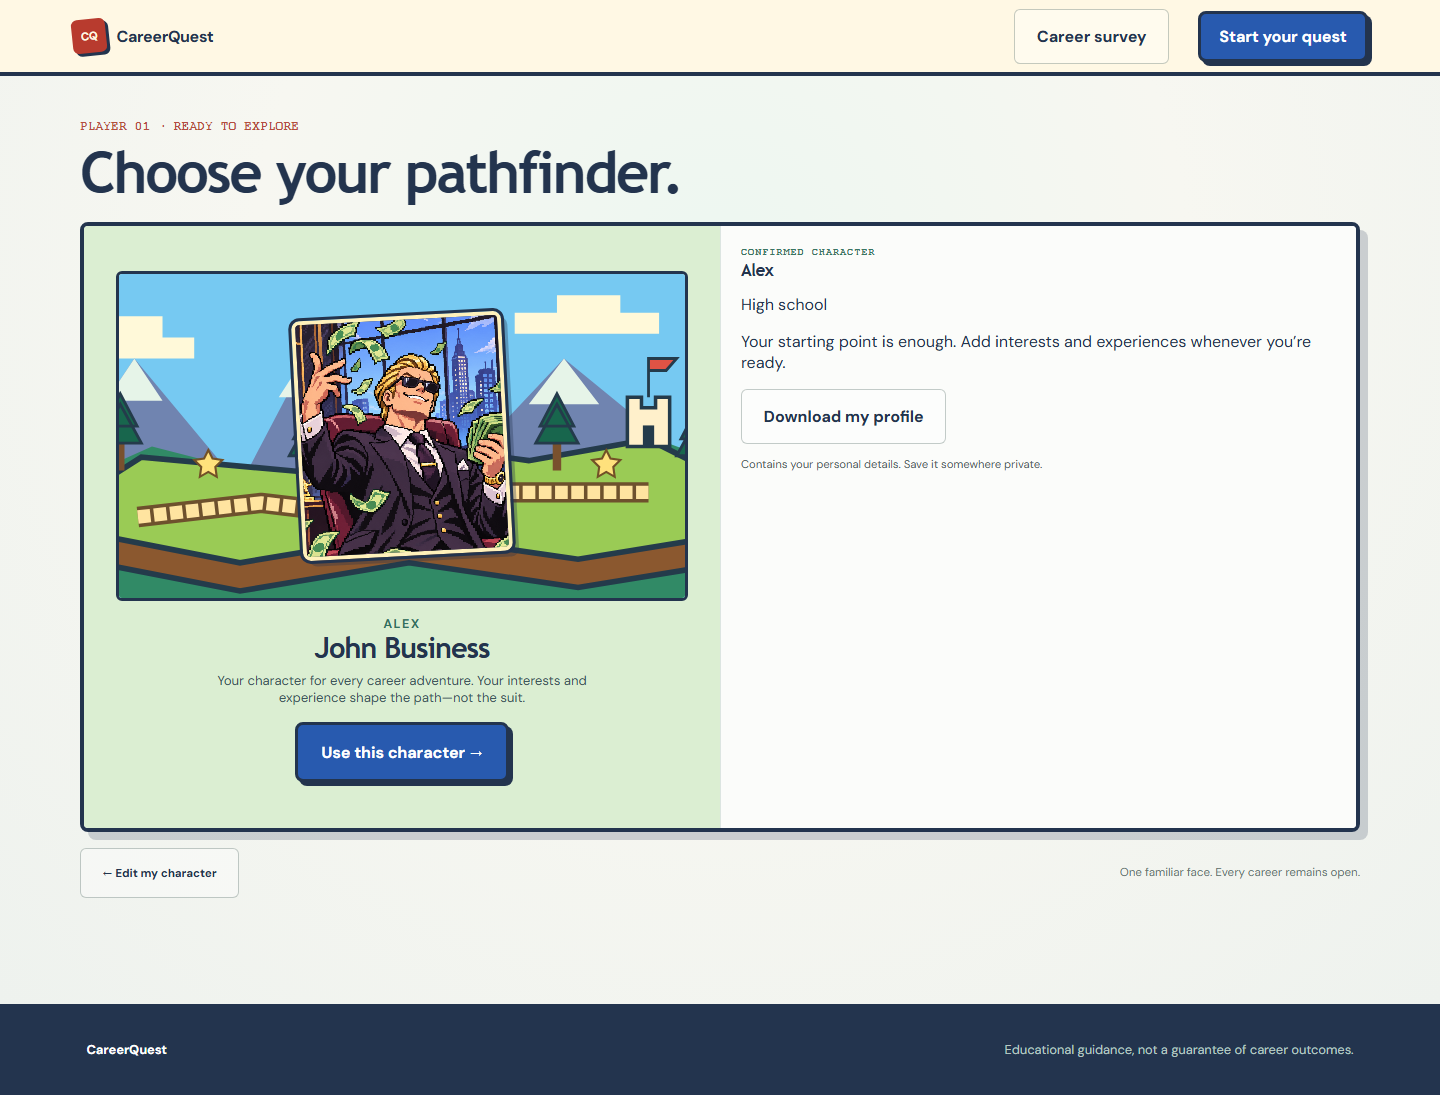 CQ
CareerQuest
Career survey
Start your quest
PLAYER 01 · READY TO EXPLORE
Choose your pathfinder.
ALEX
John Business
Your character for every career adventure. Your interests and
experience shape the path—not the suit.
Use this character →
CONFIRMED CHARACTER
Alex
High school
Your starting point is enough. Add interests and experiences whenever you’re
ready.
Download my profile
Contains your personal details. Save it somewhere private.
← Edit my character
One familiar face. Every career remains open.
CareerQuest
Educational guidance, not a guarantee of career outcomes.